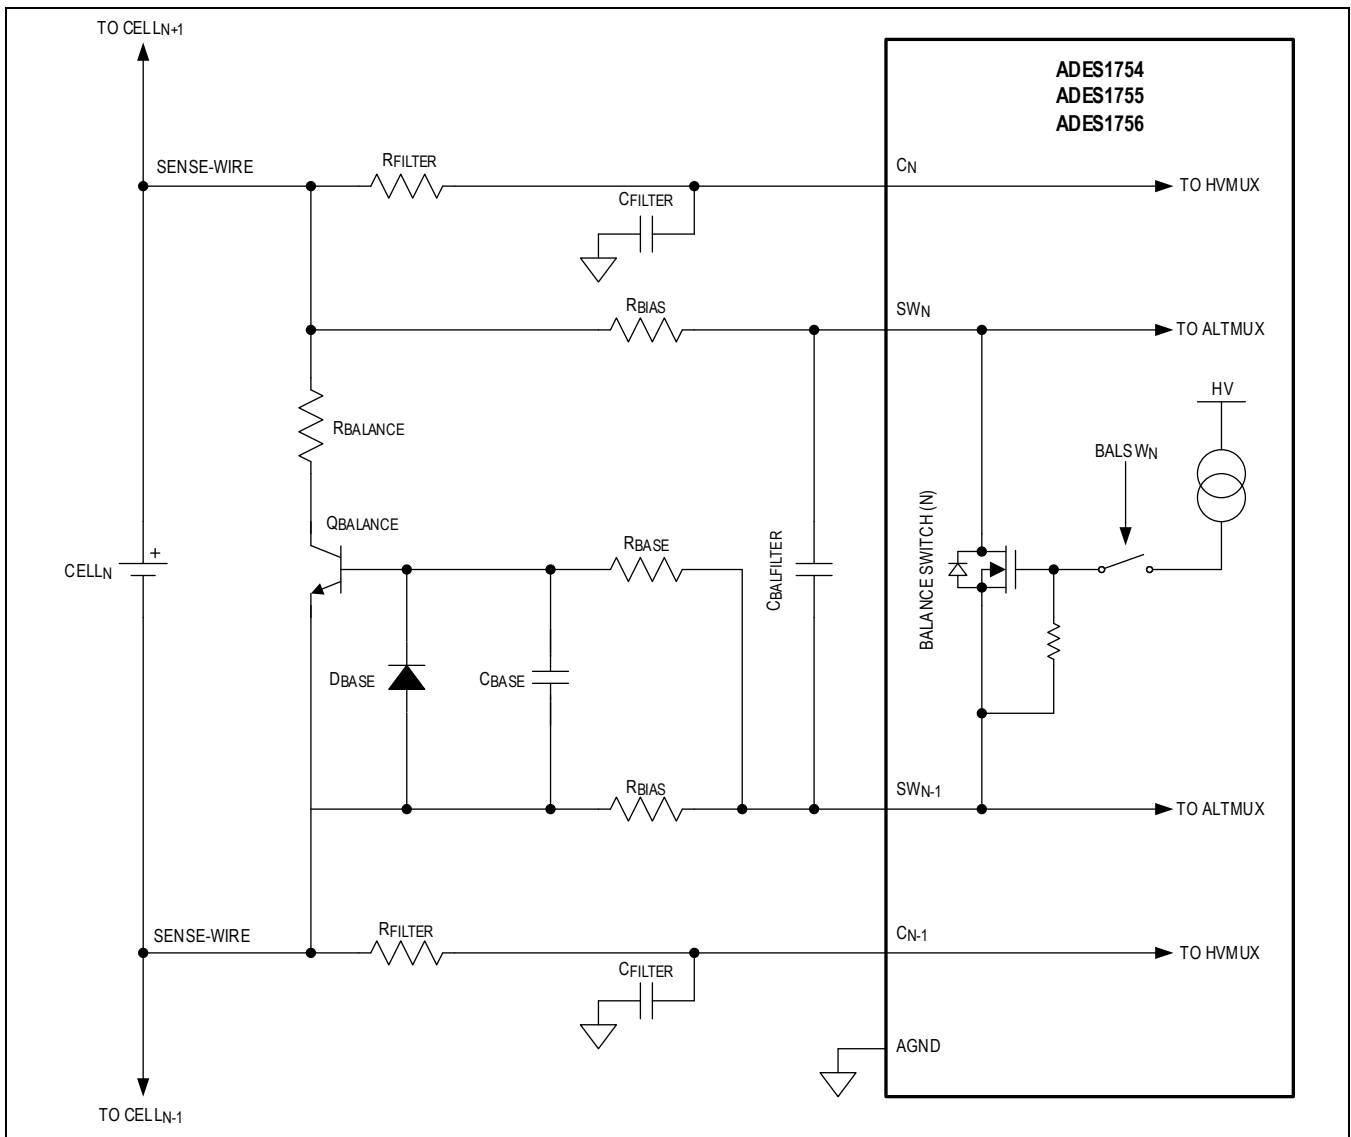 TO CELLN+1
ADES1754
ADES1755
ADES1756
SENSE-WIRE
RFILTER
CN
TO HVMUX
CFILTER
RBIAS
SWN
TO ALTMUX
HV
RBALANCE
BALSWN
QBALANCE
RBASE
CELLN
+
CBALFILTER
BALANCE SWITCH (N)
DBASE
CBASE
RBIAS
SWN-1
TO ALTMUX
SENSE-WIRE
RFILTER
CN-1
TO HVMUX
CFILTER
AGND
TO CELLN-1